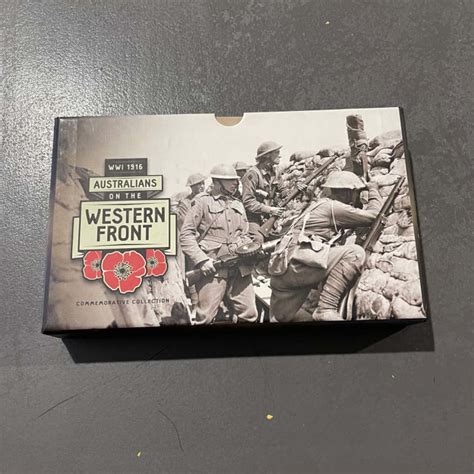 WWI 1916
AUSTRALIANS
ON THE
WESTERN
FRONT
COMMEMORATIVE COLLECTION